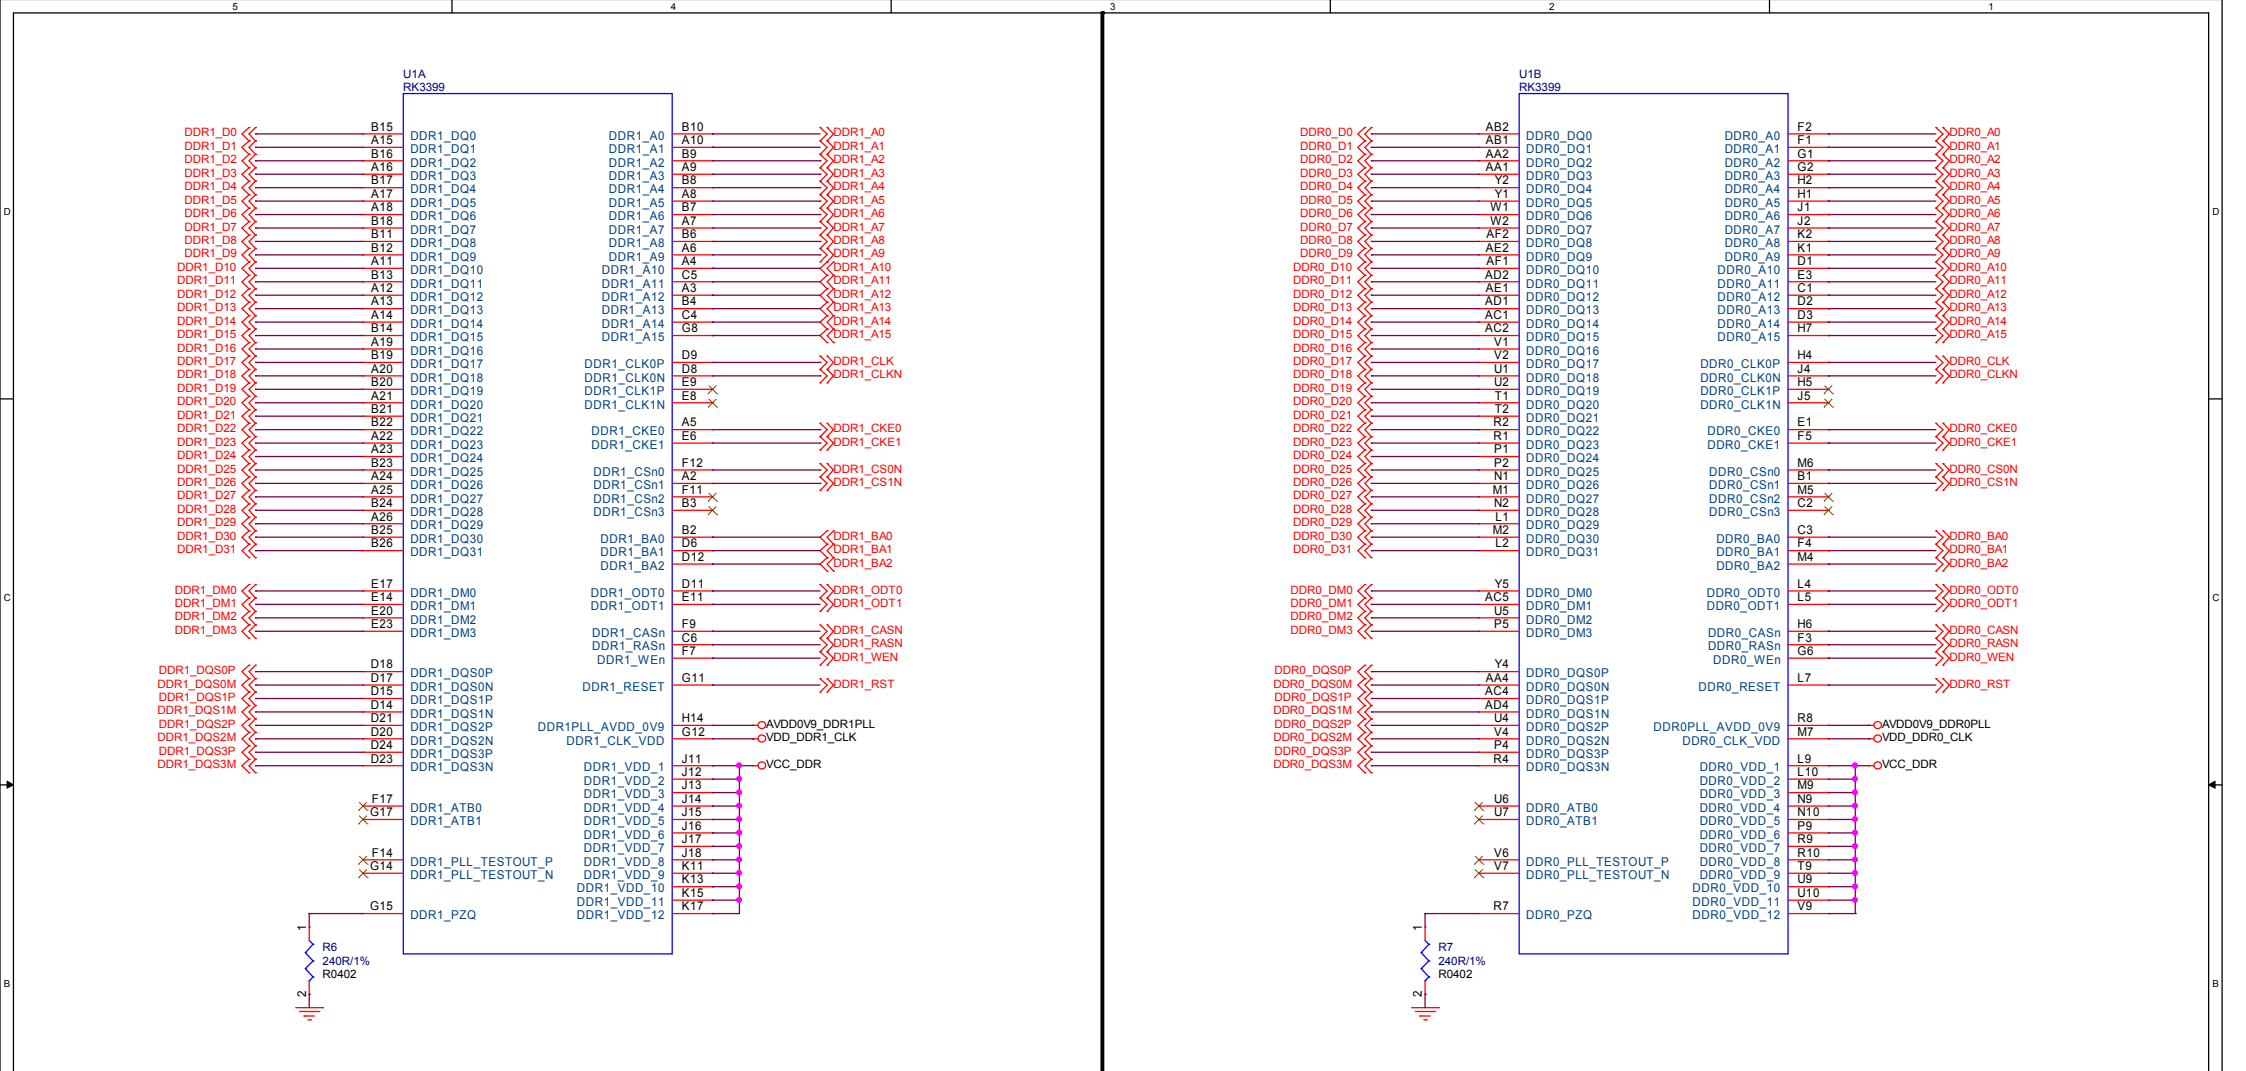 5 4 3 2 1
U1A
RK3399
DDR1_D0 B15 DDR1_DQ0 DDR1_A0 B10 DDR1_A0
DDR1_D1 A15 DDR1_DQ1 DDR1_A1 A10 DDR1_A1
DDR1_D2 B16 DDR1_DQ2 DDR1_A2 B9 DDR1_A2
DDR1_D3 A16 DDR1_DQ3 DDR1_A3 A9 DDR1_A3
DDR1_D4 B17 DDR1_DQ4 DDR1_A4 B8 DDR1_A4
DDR1_D5 A17 DDR1_DQ5 DDR1_A5 A8 DDR1_A5
DDR1_D6 A18 DDR1_DQ6 DDR1_A6 B7 DDR1_A6
DDR1_D7 B18 DDR1_DQ7 DDR1_A7 A7 DDR1_A7
DDR1_D8 B11 DDR1_DQ8 DDR1_A8 B6 DDR1_A8
DDR1_D9 B12 DDR1_DQ9 DDR1_A9 A6 DDR1_A9
DDR1_D10 A11 DDR1_DQ10 DDR1_A10 A4 DDR1_A10
DDR1_D11 B13 DDR1_DQ11 DDR1_A11 C5 DDR1_A11
DDR1_D12 A12 DDR1_DQ12 DDR1_A12 A3 DDR1_A12
DDR1_D13 A13 DDR1_DQ13 DDR1_A13 B4 DDR1_A13
DDR1_D14 A14 DDR1_DQ14 DDR1_A14 C4 DDR1_A14
DDR1_D15 B14 DDR1_DQ15 DDR1_A15 G8 DDR1_A15
DDR1_D16 A19 DDR1_DQ16
DDR1_D17 B19 DDR1_DQ17 DDR1_CLK0P D9 DDR1_CLK
DDR1_D18 A20 DDR1_DQ18 DDR1_CLK0N D8 DDR1_CLKN
DDR1_D19 B20 DDR1_DQ19 DDR1_CLK1P E9
DDR1_D20 A21 DDR1_DQ20 DDR1_CLK1N E8
DDR1_D21 B21 DDR1_DQ21
DDR1_D22 B22 DDR1_DQ22 DDR1_CKE0 A5 DDR1_CKE0
DDR1_D23 A22 DDR1_DQ23 DDR1_CKE1 E6 DDR1_CKE1
DDR1_D24 A23 DDR1_DQ24
DDR1_D25 B23 DDR1_DQ25 DDR1_CSn0 F12 DDR1_CS0N
DDR1_D26 A24 DDR1_DQ26 DDR1_CSn1 A2 DDR1_CS1N
DDR1_D27 A25 DDR1_DQ27 DDR1_CSn2 F11
DDR1_D28 B24 DDR1_DQ28 DDR1_CSn3 B3
DDR1_D29 A26 DDR1_DQ29
DDR1_D30 B25 DDR1_DQ30 DDR1_BA0 B2 DDR1_BA0
DDR1_D31 B26 DDR1_DQ31 DDR1_BA1 D6 DDR1_BA1
DDR1_BA2 D12 DDR1_BA2
DDR1_DM0 E17 DDR1_DM0 DDR1_ODT0 D11 DDR1_ODT0
DDR1_DM1 E14 DDR1_DM1 DDR1_ODT1 E11 DDR1_ODT1
DDR1_DM2 E20 DDR1_DM2
DDR1_DM3 E23 DDR1_DM3 DDR1_CASn F9 DDR1_CASN
DDR1_RASn C6 DDR1_RASN
DDR1_WEn F7 DDR1_WEN
DDR1_DQS0P D18 DDR1_DQS0P
DDR1_DQS0M D17 DDR1_DQS0N DDR1_RESET G11 DDR1_RST
DDR1_DQS1P D15 DDR1_DQS1P
DDR1_DQS1M D14 DDR1_DQS1N
DDR1_DQS2P D21 DDR1_DQS2P DDR1PLL_AVDD_0V9 H14 AVDD0V9_DDR1PLL
DDR1_DQS2M D20 DDR1_DQS2N DDR1_CLK_VDD G12 VDD_DDR1_CLK
DDR1_DQS3P D24 DDR1_DQS3P
DDR1_DQS3M D23 DDR1_DQS3N DDR1_VDD_1 J11 VCC_DDR
DDR1_VDD_2 J12
DDR1_VDD_3 J13
F17 DDR1_ATB0 DDR1_VDD_4 J14
G17 DDR1_ATB1 DDR1_VDD_5 J15
DDR1_VDD_6 J16
DDR1_VDD_7 J17
F14 DDR1_PLL_TESTOUT_P DDR1_VDD_8 J18
G14 DDR1_PLL_TESTOUT_N DDR1_VDD_9 K11
DDR1_VDD_10 K13
DDR1_VDD_11 K15
G15 DDR1_PZQ DDR1_VDD_12 K17
1
R6
240R/1%
R0402
2
U1B
RK3399
DDR0_D0 AB2 DDR0_DQ0 DDR0_A0 F2 DDR0_A0
DDR0_D1 AB1 DDR0_DQ1 DDR0_A1 F1 DDR0_A1
DDR0_D2 AA2 DDR0_DQ2 DDR0_A2 G1 DDR0_A2
DDR0_D3 AA1 DDR0_DQ3 DDR0_A3 G2 DDR0_A3
DDR0_D4 Y2 DDR0_DQ4 DDR0_A4 H2 DDR0_A4
DDR0_D5 Y1 DDR0_DQ5 DDR0_A5 H1 DDR0_A5
DDR0_D6 W1 DDR0_DQ6 DDR0_A6 J1 DDR0_A6
DDR0_D7 W2 DDR0_DQ7 DDR0_A7 J2 DDR0_A7
DDR0_D8 AF2 DDR0_DQ8 DDR0_A8 K2 DDR0_A8
DDR0_D9 AE2 DDR0_DQ9 DDR0_A9 K1 DDR0_A9
DDR0_D10 AF1 DDR0_DQ10 DDR0_A10 D1 DDR0_A10
DDR0_D11 AD2 DDR0_DQ11 DDR0_A11 E3 DDR0_A11
DDR0_D12 AE1 DDR0_DQ12 DDR0_A12 C1 DDR0_A12
DDR0_D13 AD1 DDR0_DQ13 DDR0_A13 D2 DDR0_A13
DDR0_D14 AC1 DDR0_DQ14 DDR0_A14 D3 DDR0_A14
DDR0_D15 AC2 DDR0_DQ15 DDR0_A15 H7 DDR0_A15
DDR0_D16 V1 DDR0_DQ16
DDR0_D17 V2 DDR0_DQ17 DDR0_CLK0P H4 DDR0_CLK
DDR0_D18 U1 DDR0_DQ18 DDR0_CLK0N J4 DDR0_CLKN
DDR0_D19 U2 DDR0_DQ19 DDR0_CLK1P H5
DDR0_D20 T1 DDR0_DQ20 DDR0_CLK1N J5
DDR0_D21 T2 DDR0_DQ21
DDR0_D22 R2 DDR0_DQ22 DDR0_CKE0 E1 DDR0_CKE0
DDR0_D23 R1 DDR0_DQ23 DDR0_CKE1 F5 DDR0_CKE1
DDR0_D24 P1 DDR0_DQ24
DDR0_D25 P2 DDR0_DQ25 DDR0_CSn0 M6 DDR0_CS0N
DDR0_D26 N1 DDR0_DQ26 DDR0_CSn1 B1 DDR0_CS1N
DDR0_D27 M1 DDR0_DQ27 DDR0_CSn2 M5
DDR0_D28 N2 DDR0_DQ28 DDR0_CSn3 C2
DDR0_D29 L1 DDR0_DQ29
DDR0_D30 M2 DDR0_DQ30 DDR0_BA0 C3 DDR0_BA0
DDR0_D31 L2 DDR0_DQ31 DDR0_BA1 F4 DDR0_BA1
DDR0_BA2 M4 DDR0_BA2
DDR0_DM0 Y5 DDR0_DM0 DDR0_ODT0 L4 DDR0_ODT0
DDR0_DM1 AC5 DDR0_DM1 DDR0_ODT1 L5 DDR0_ODT1
DDR0_DM2 U5 DDR0_DM2
DDR0_DM3 P5 DDR0_DM3 DDR0_CASn H6 DDR0_CASN
DDR0_RASn F3 DDR0_RASN
DDR0_WEn G6 DDR0_WEN
DDR0_DQS0P Y4 DDR0_DQS0P
DDR0_DQS0M AA4 DDR0_DQS0N DDR0_RESET L7 DDR0_RST
DDR0_DQS1P AC4 DDR0_DQS1P
DDR0_DQS1M AD4 DDR0_DQS1N
DDR0_DQS2P U4 DDR0_DQS2P DDR0PLL_AVDD_0V9 R8 AVDD0V9_DDR0PLL
DDR0_DQS2M V4 DDR0_DQS2N DDR0_CLK_VDD M7 VDD_DDR0_CLK
DDR0_DQS3P P4 DDR0_DQS3P
DDR0_DQS3M R4 DDR0_DQS3N DDR0_VDD_1 L9 VCC_DDR
DDR0_VDD_2 L10
DDR0_VDD_3 M9
U6 DDR0_ATB0 DDR0_VDD_4 N9
U7 DDR0_ATB1 DDR0_VDD_5 N10
DDR0_VDD_6 P9
DDR0_VDD_7 R9
V6 DDR0_PLL_TESTOUT_P DDR0_VDD_8 R10
V7 DDR0_PLL_TESTOUT_N DDR0_VDD_9 T9
DDR0_VDD_10 U9
DDR0_VDD_11 U10
R7 DDR0_PZQ DDR0_VDD_12 V9
1
R7
240R/1%
R0402
2
D D
C C
B B